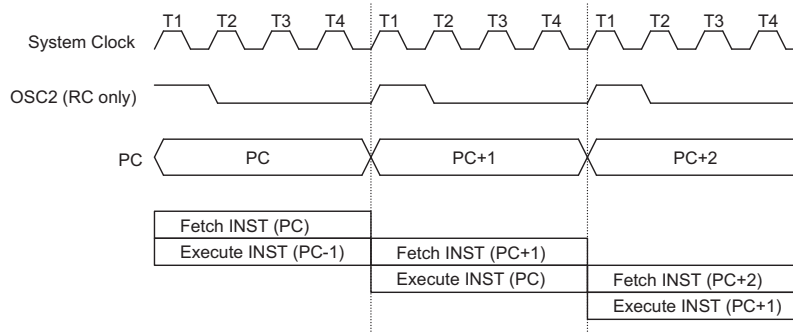 T1 T2 T3 T4 T1 T2 T3 T4 T1 T2 T3 T4
System Clock
OSC2 (RC only)
PC PC PC+1 PC+2
Fetch INST (PC)
Execute INST (PC-1) Fetch INST (PC+1)
Execute INST (PC) Fetch INST (PC+2)
Execute INST (PC+1)